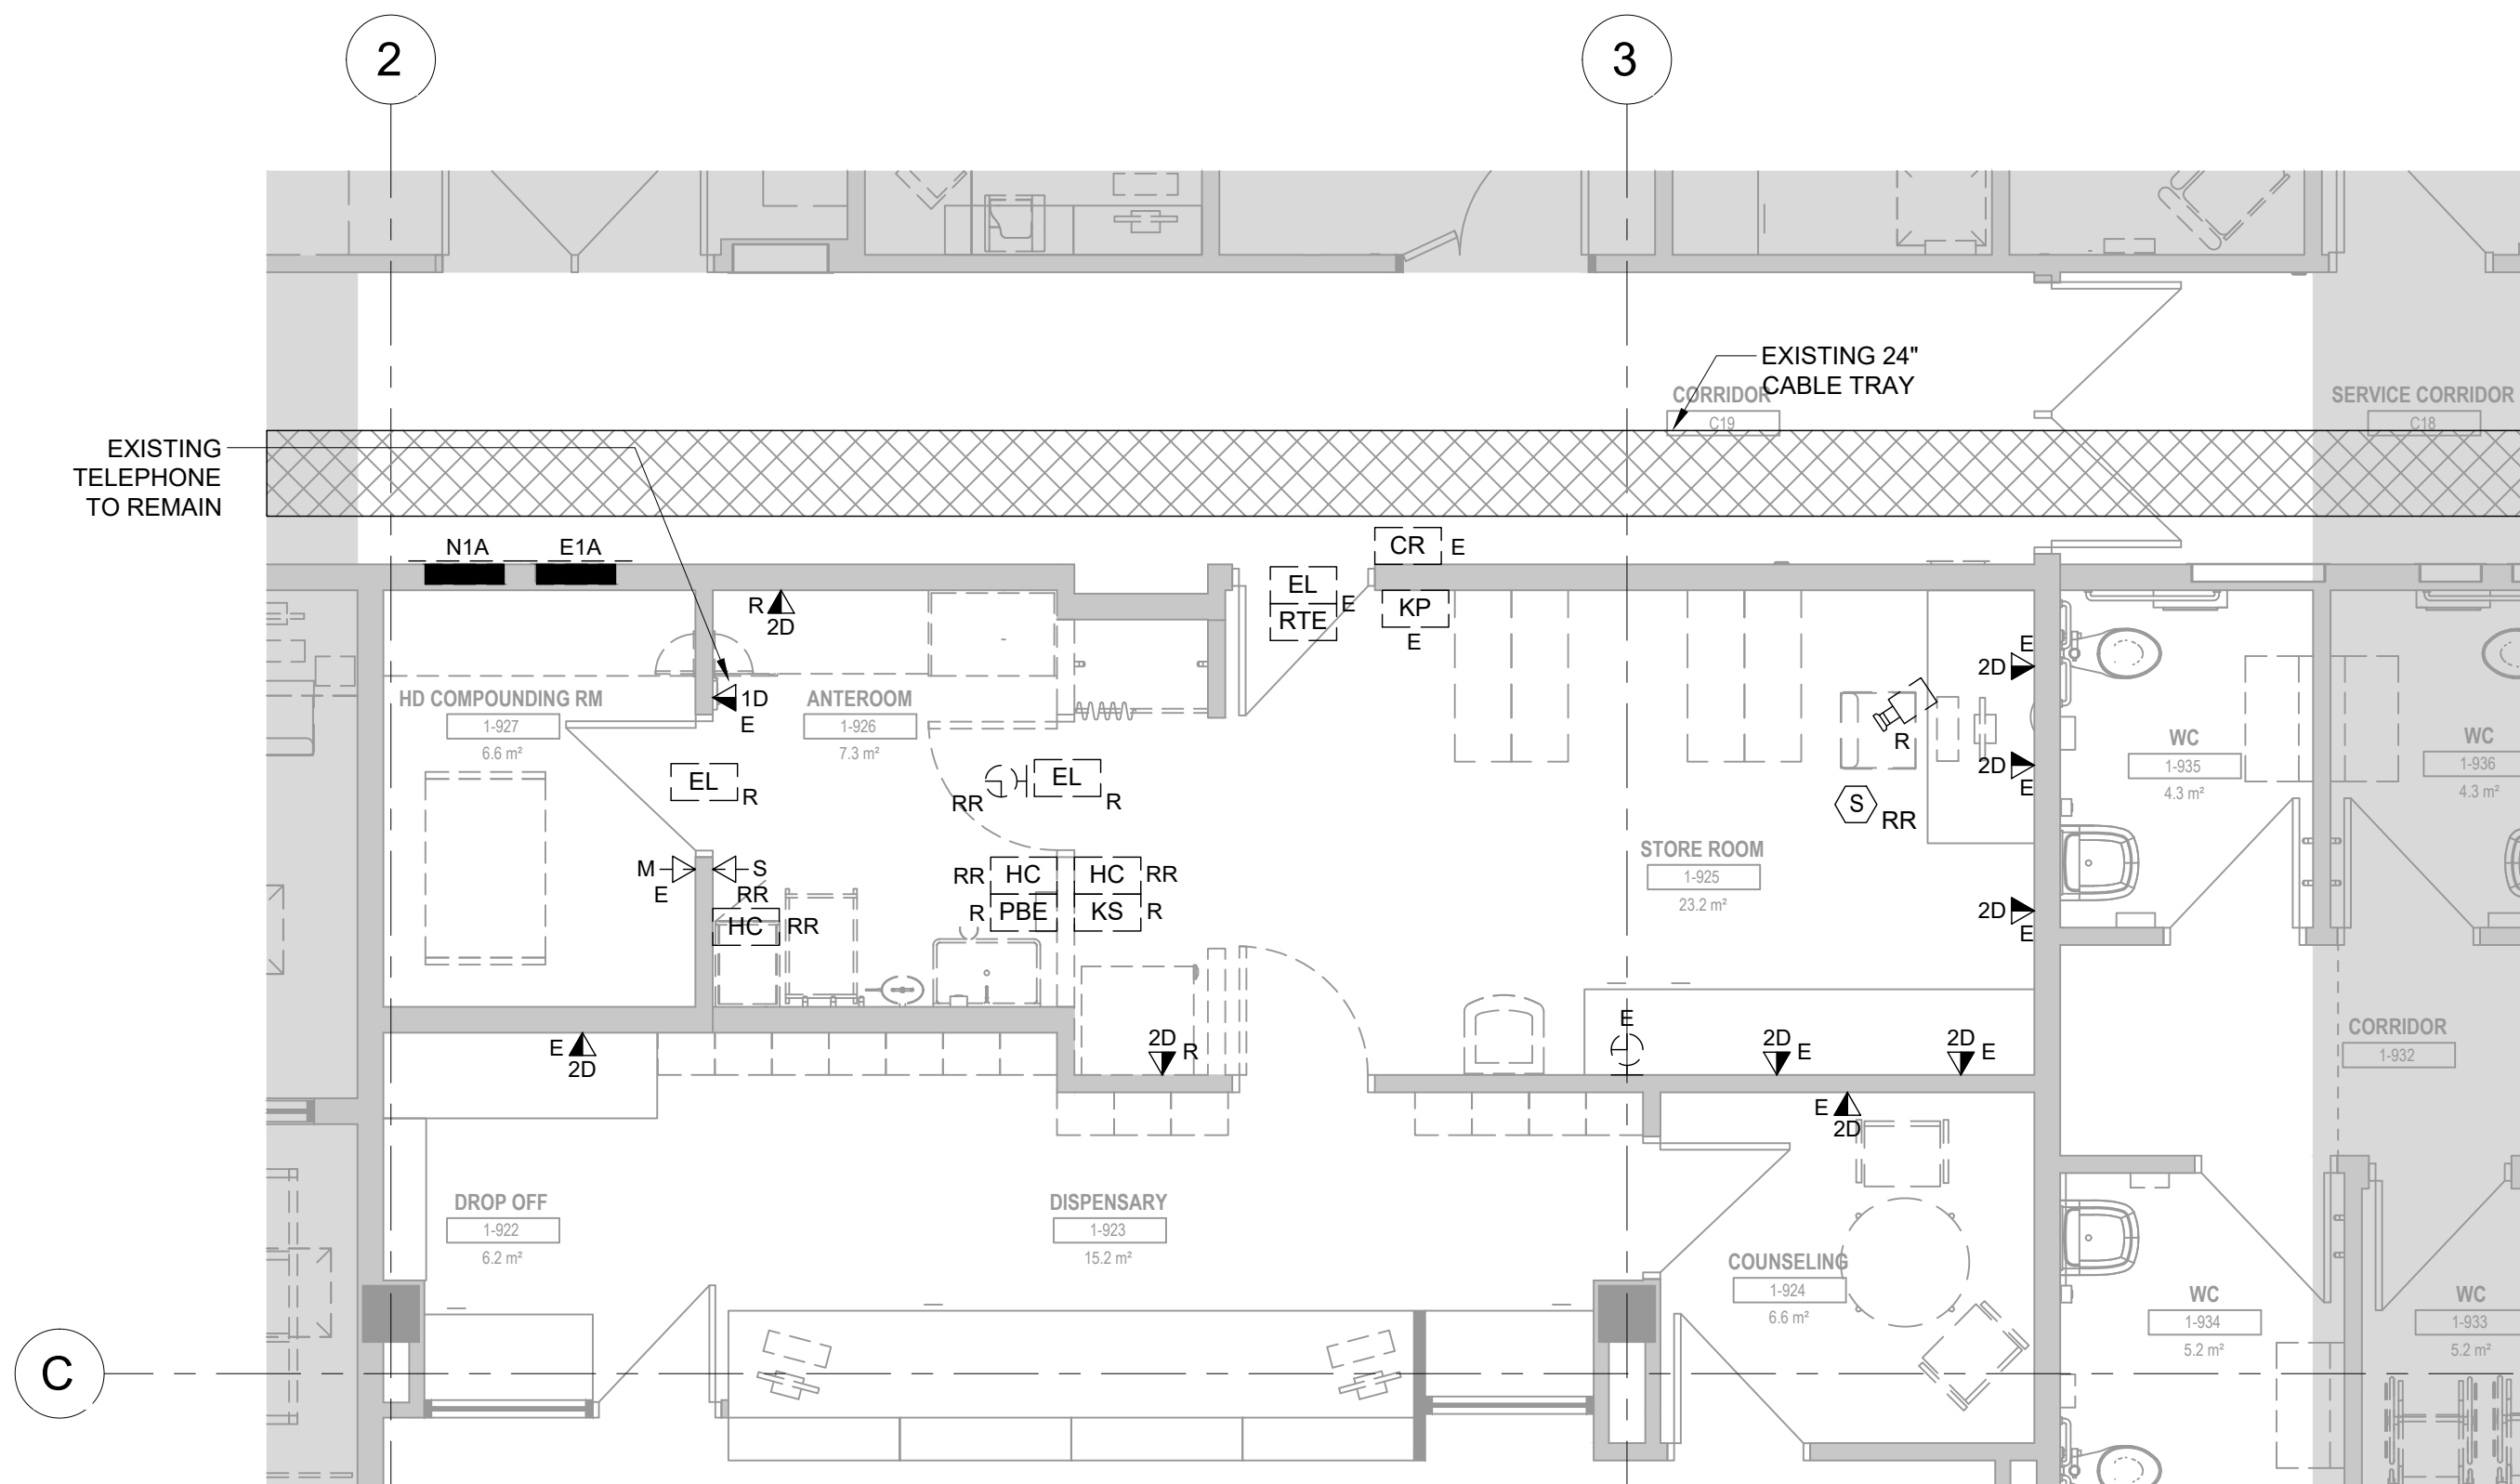 2
3
EXISTING 24"
CABLE TRAY
CORRIDOR
C19
SERVICE CORRIDOR
C18
EXISTING
TELEPHONE
TO REMAIN
N1A
E1A
CR
E
EL
RTE
E
KP
E
R
2D
E
2D
HD COMPOUNDING RM
1-927
6.6 m²
1D
E
ANTEROOM
1-926
7.3 m²
R
WC
1-935
4.3 m²
WC
1-936
4.3 m²
2D
E
EL
R
EL
RR
R
S
RR
STORE ROOM
1-925
23.2 m²
M
E
S
RR
HC
RR
RR
HC
HC
RR
R
PBE
KS
R
2D
E
E
2D
2D
R
E
2D
E
2D
E
CORRIDOR
1-932
E
2D
DROP OFF
1-922
6.2 m²
DISPENSARY
1-923
15.2 m²
COUNSELING
1-924
6.6 m²
WC
1-934
5.2 m²
WC
1-933
5.2 m²
C